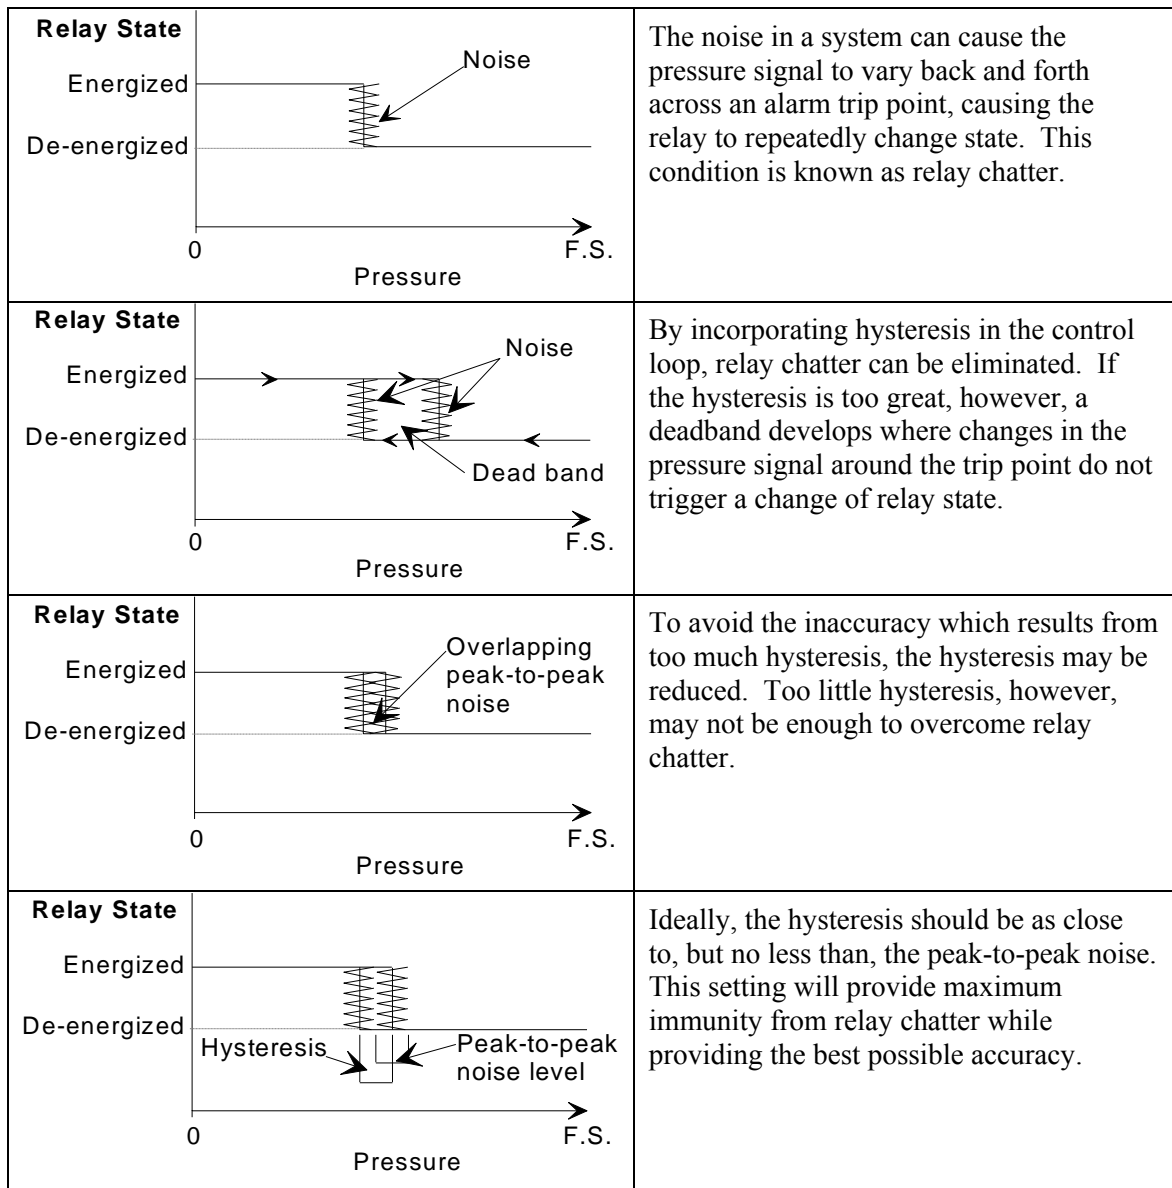 Relay State
Energized
Noise
De-energized
0
F.S.
Pressure
The noise in a system can cause the
pressure signal to vary back and forth
across an alarm trip point, causing the
relay to repeatedly change state.  This
condition is known as relay chatter.
Relay State
Noise
Energized
De-energized
Dead band
0
F.S.
Pressure
By incorporating hysteresis in the control
loop, relay chatter can be eliminated.  If
the hysteresis is too great, however, a
deadband develops where changes in the
pressure signal around the trip point do not
trigger a change of relay state.
Relay State
Energized
Overlapping
peak-to-peak
noise
De-energized
0
F.S.
Pressure
To avoid the inaccuracy which results from
too much hysteresis, the hysteresis may be
reduced.  Too little hysteresis, however,
may not be enough to overcome relay
chatter.
Relay State
Energized
De-energized
Hysteresis
Peak-to-peak
noise level
0
F.S.
Pressure
Ideally, the hysteresis should be as close
to, but no less than, the peak-to-peak noise.
This setting will provide maximum
immunity from relay chatter while
providing the best possible accuracy.